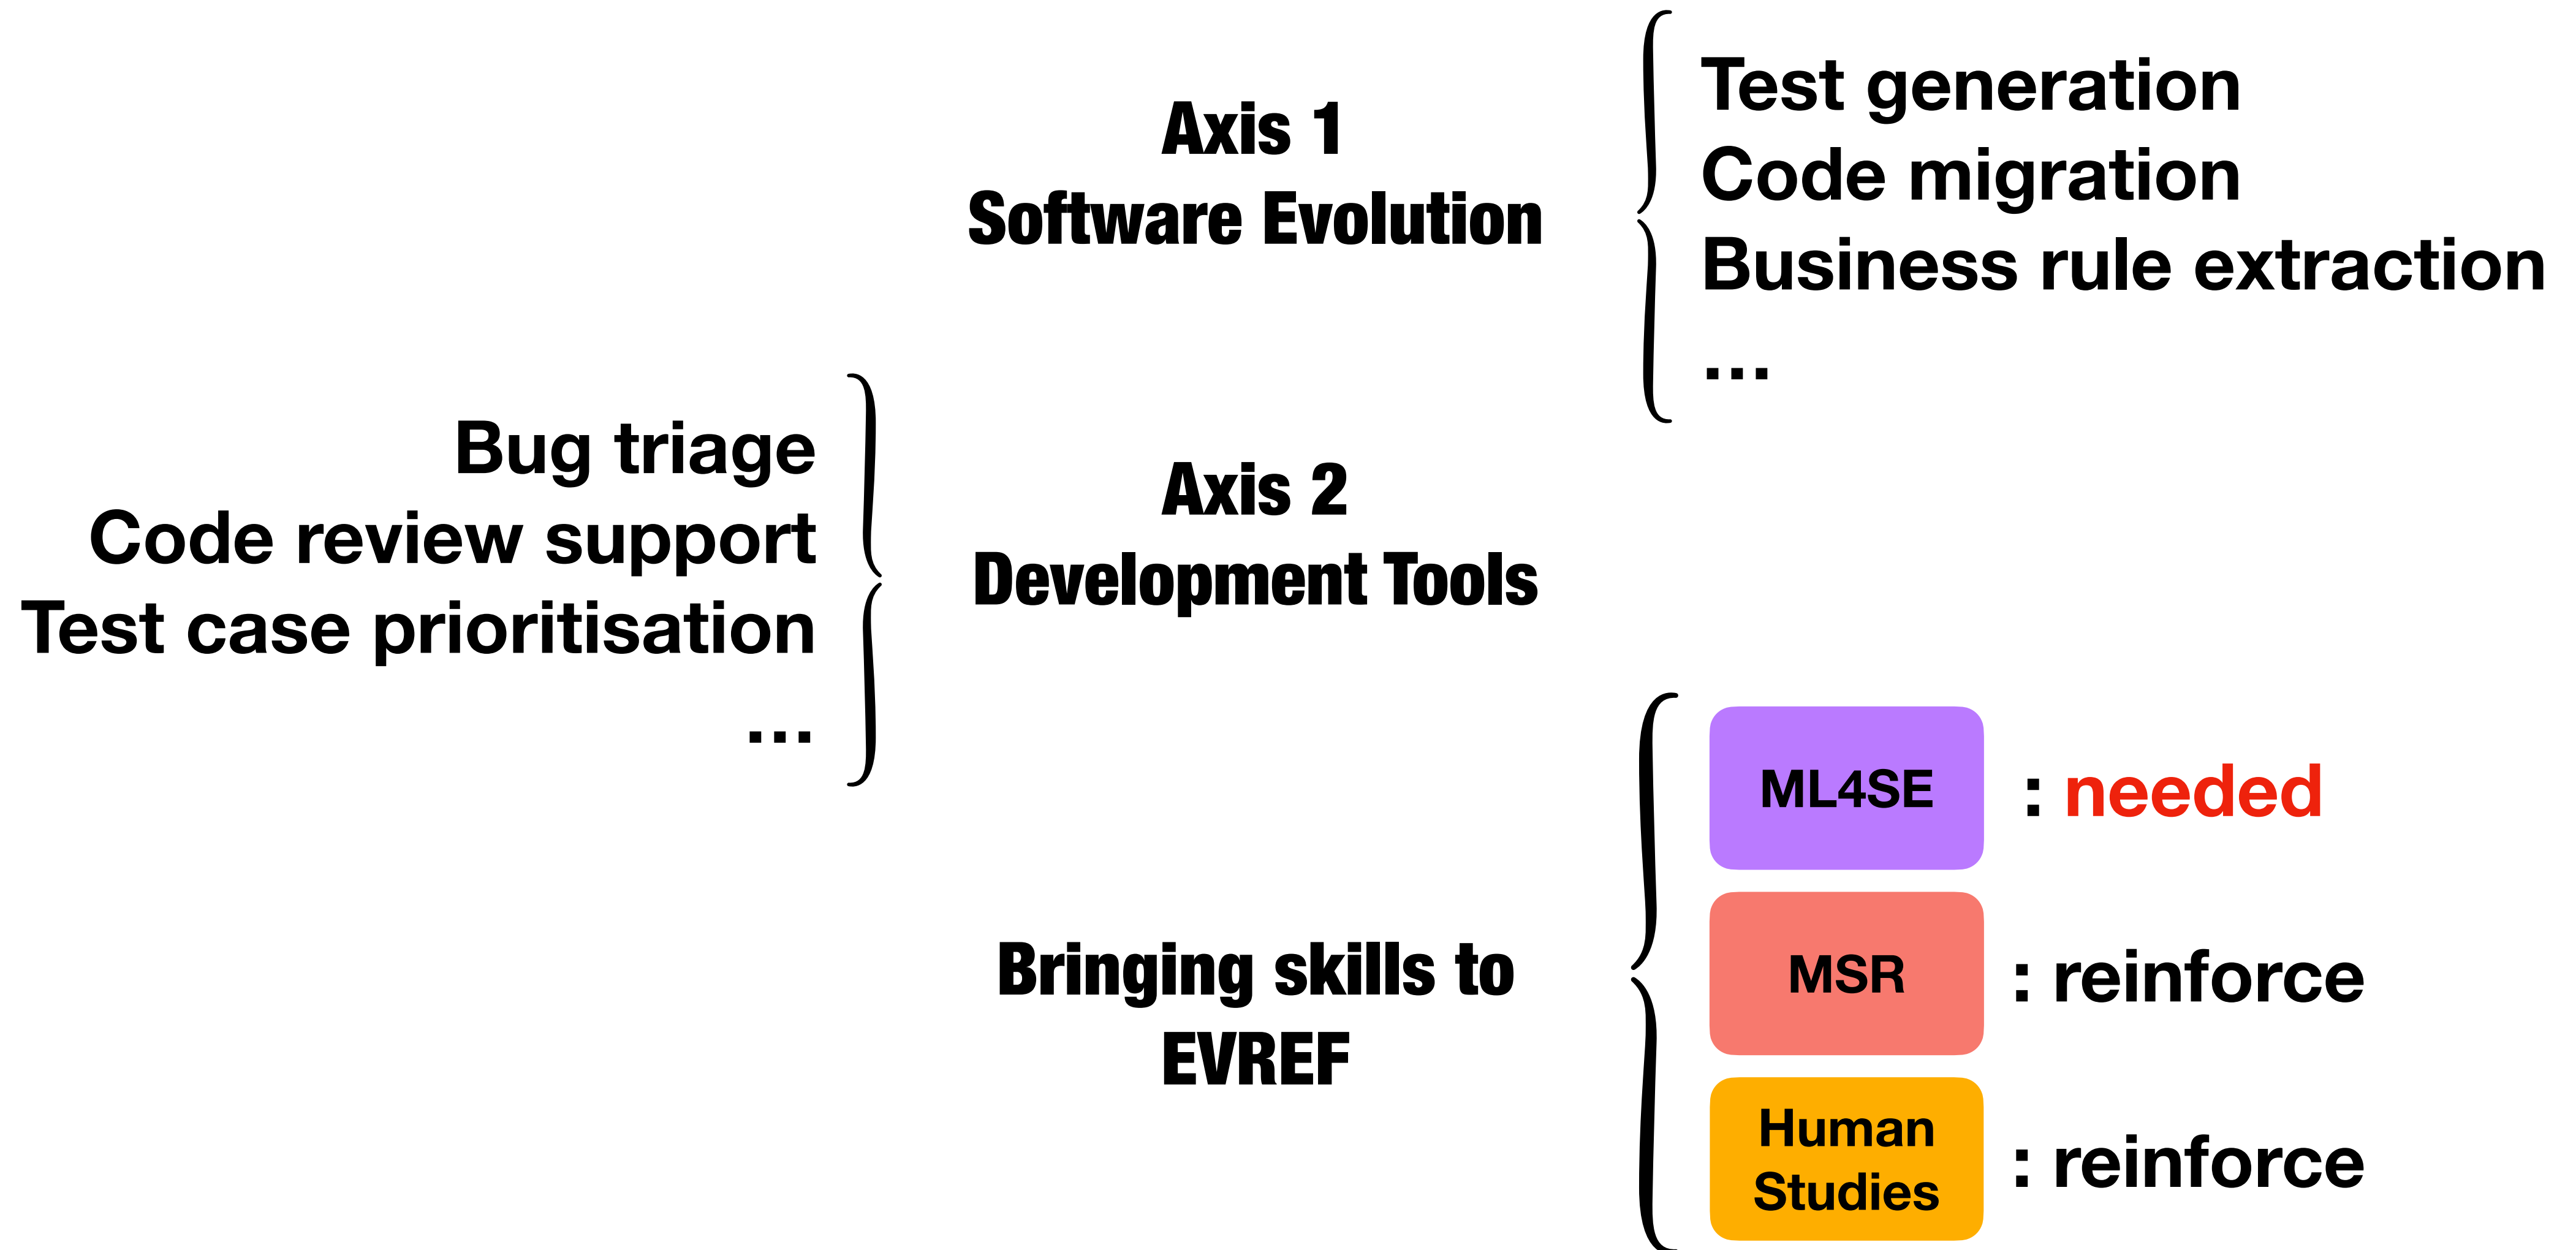 Axis 1
Software Evolution
Test generation
Code migration
Business rule extraction
...
Bug triage
Code review support
Test case prioritisation
...
Axis 2
Development Tools
Bringing skills to
EVREF
ML4SE : needed
MSR : reinforce
Human
Studies : reinforce